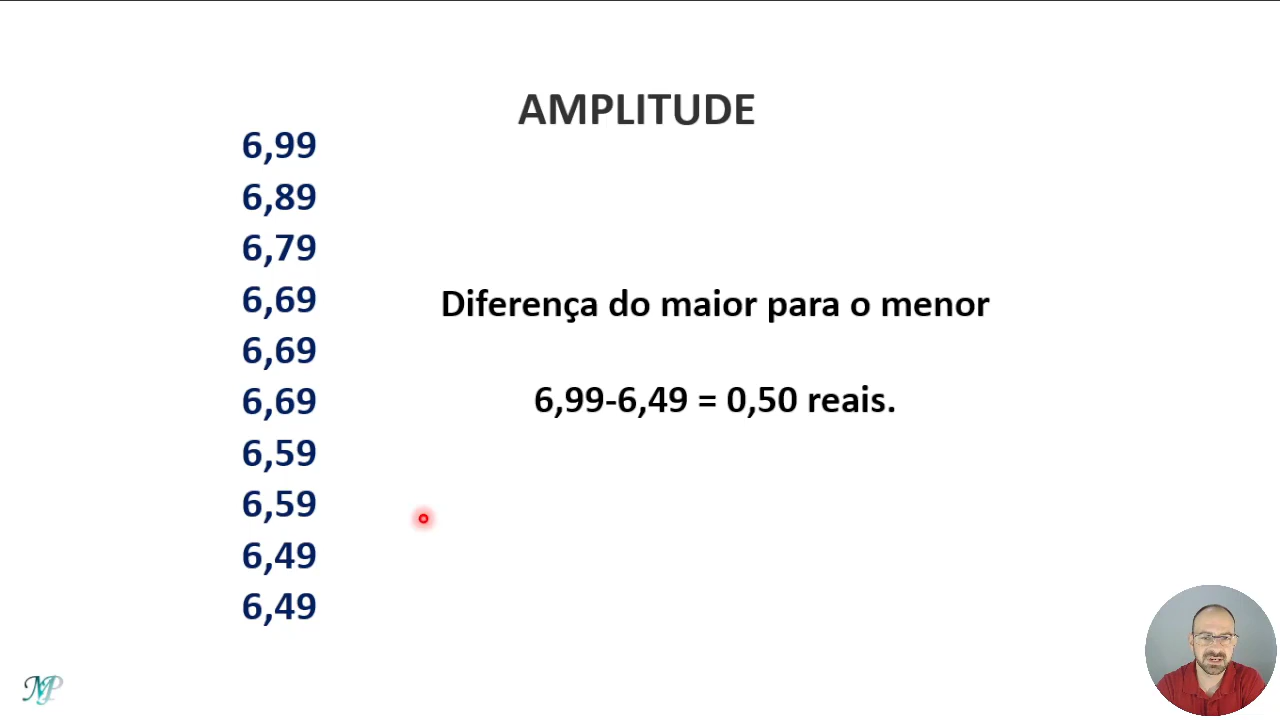 AMPLITUDE
6,99
6,89
6,79
6,69
6,69
6,69
6,59
6,59
6,49
6,49
Diferença do maior para o menor
6,99-6,49 = 0,50 reais.
MP